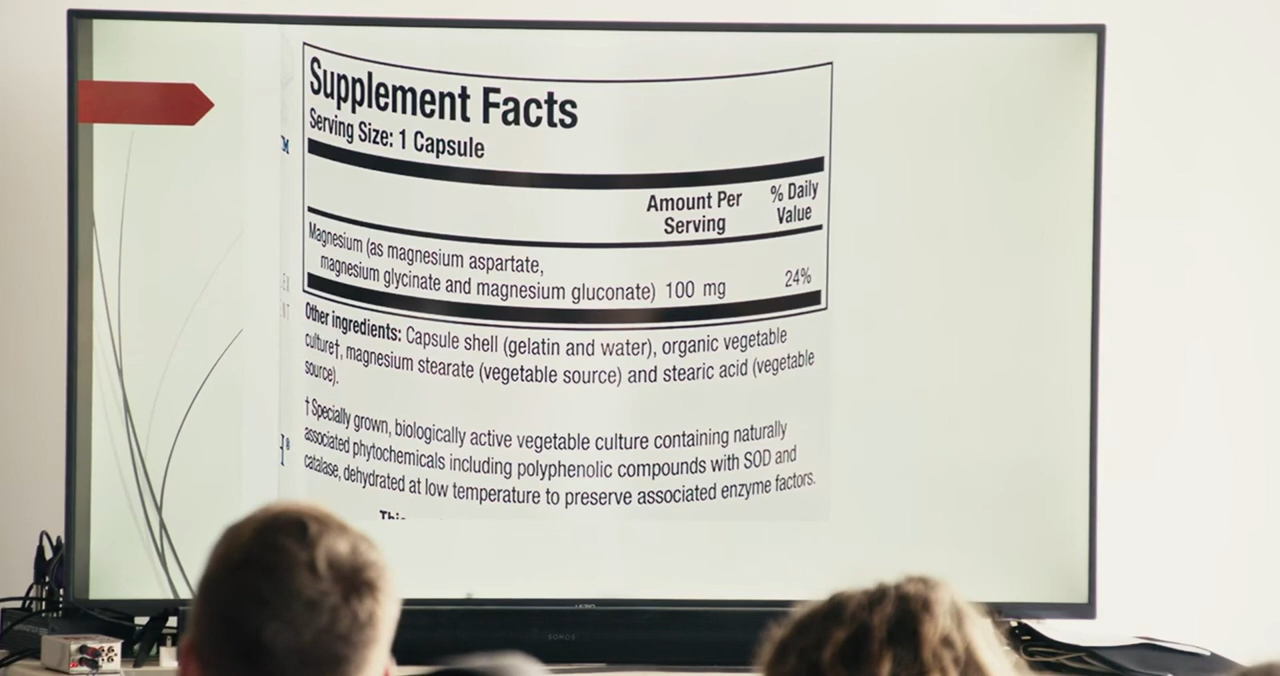 Supplement Facts
Serving Size: 1 Capsule
Amount Per
Serving
% Daily
Value
Magnesium (as magnesium aspartate,
magnesium glycinate and magnesium gluconate) 100 mg 24%
Other ingredients: Capsule shell (gelatin and water), organic vegetable
culture†, magnesium stearate (vegetable source) and stearic acid (vegetable
source).
† Specially grown, biologically active vegetable culture containing naturally
associated phytochemicals including polyphenolic compounds with SOD and
catalase, dehydrated at low temperature to preserve associated enzyme factors.
VIZIO
SONOS